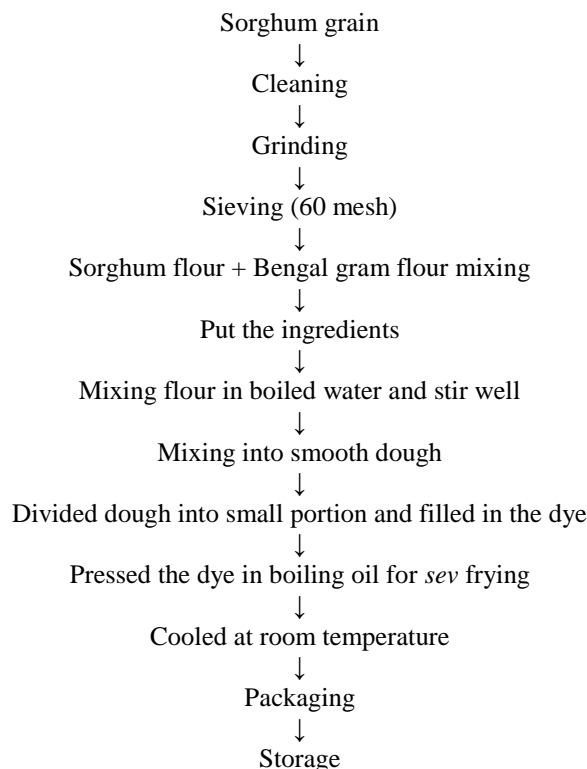 Sorghum grain
↓
Cleaning
↓
Grinding
↓
Sieving (60 mesh)
↓
Sorghum flour + Bengal gram flour mixing
↓
Put the ingredients
↓
Mixing flour in boiled water and stir well
↓
Mixing into smooth dough
↓
Divided dough into small portion and filled in the dye
↓
Pressed the dye in boiling oil for sev frying
↓
Cooled at room temperature
↓
Packaging
↓
Storage